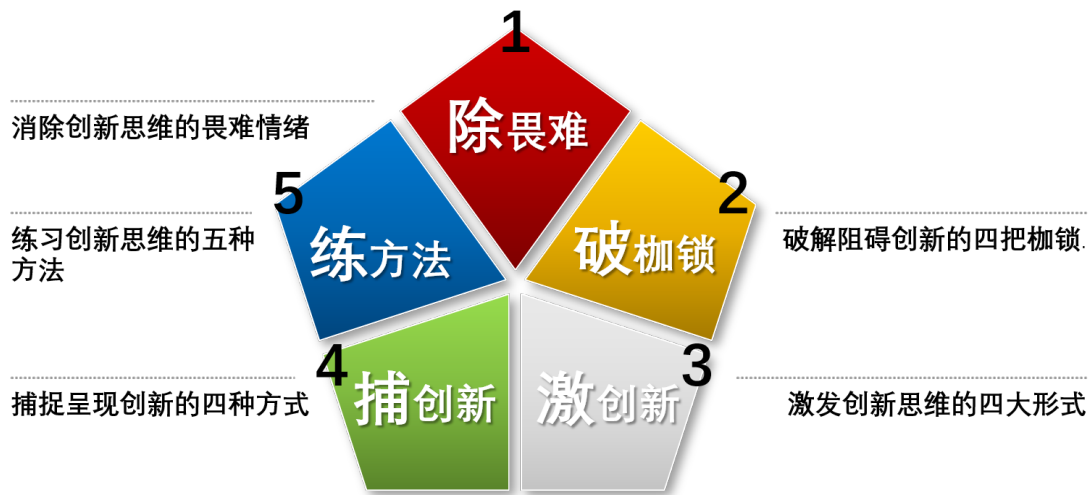 1
除畏难
消除创新思维的畏难情绪
2
破枷锁
破解阻碍创新的四把枷锁.
3
激创新
激发创新思维的四大形式
4
捕创新
捕捉呈现创新的四种方式
5
练方法
练习创新思维的五种
方法